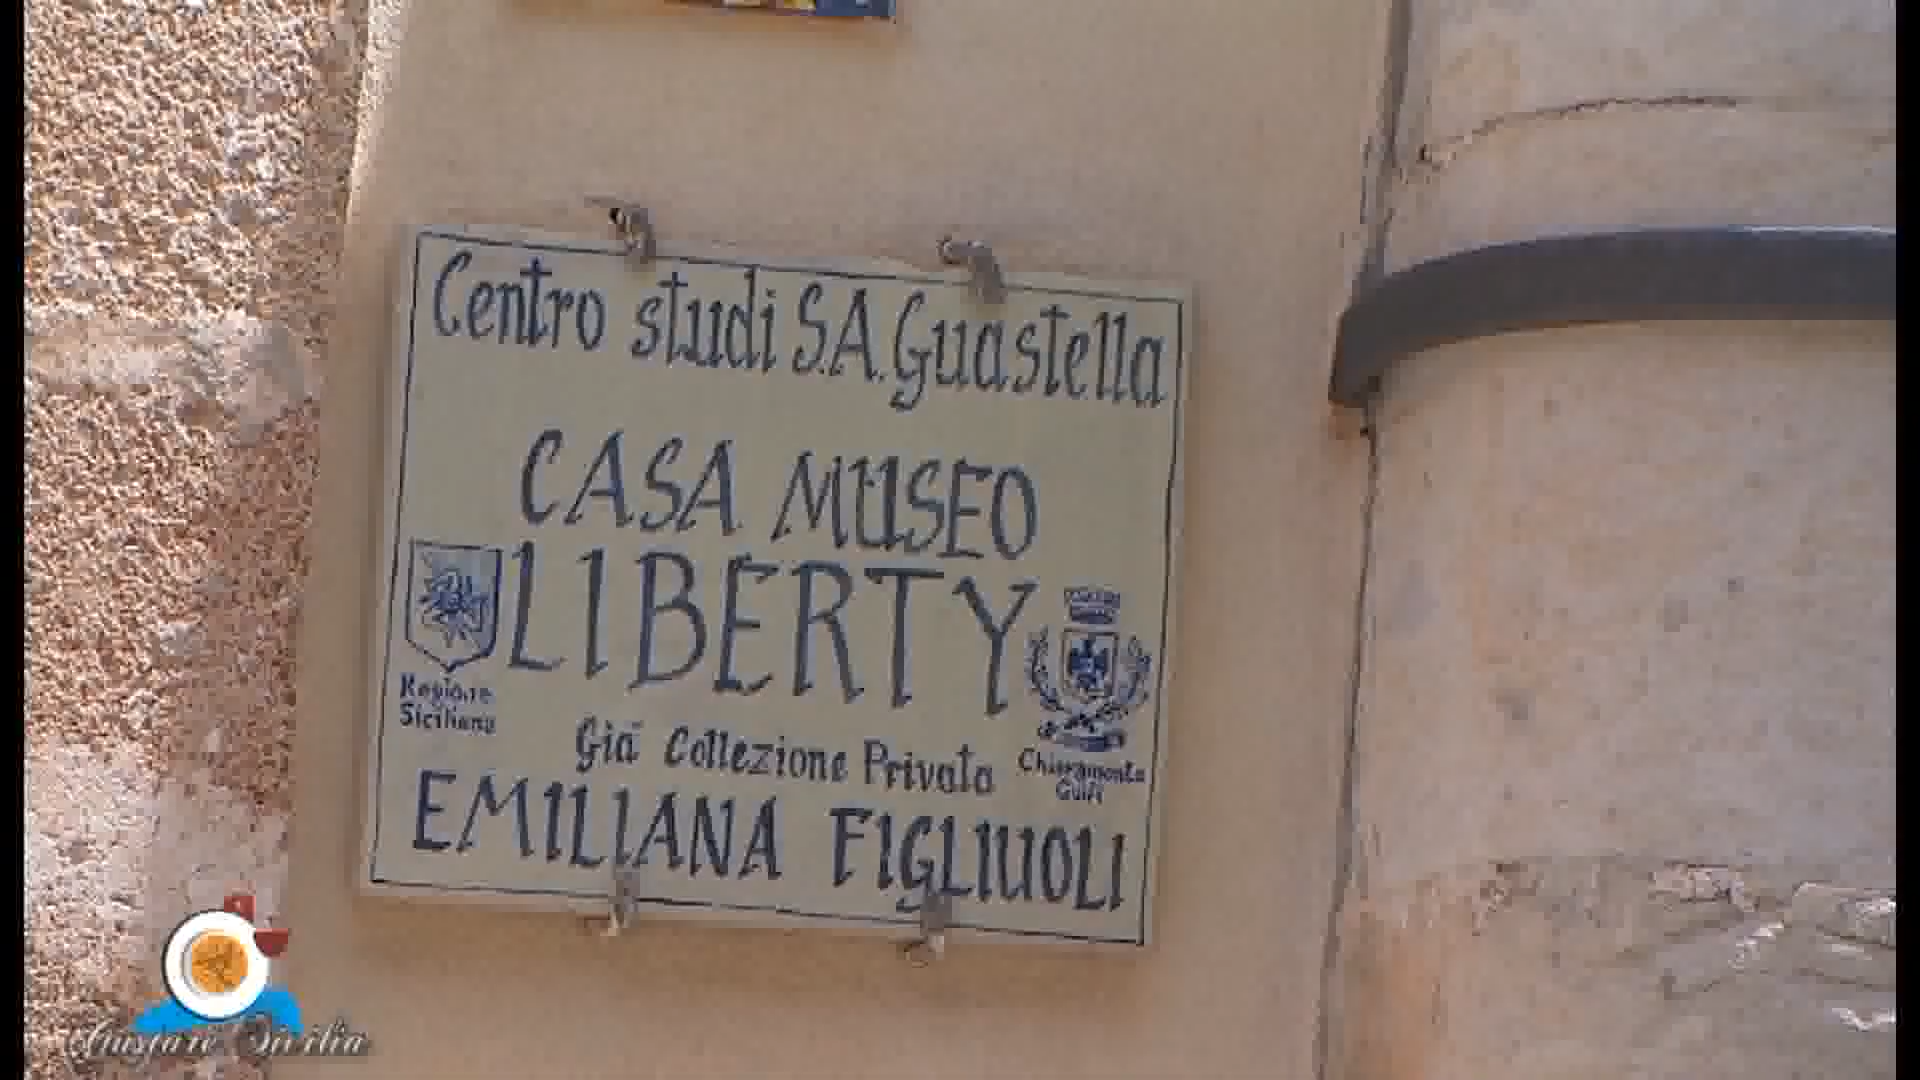 Centro studi S.A. Guastella
CASA MUSEO
LIBERTY
Regione
Siciliana
Già Collezione Privata
Chiaramonte
Gulfi
EMILIANA FIGLIUOLI
Gustare Sicilia